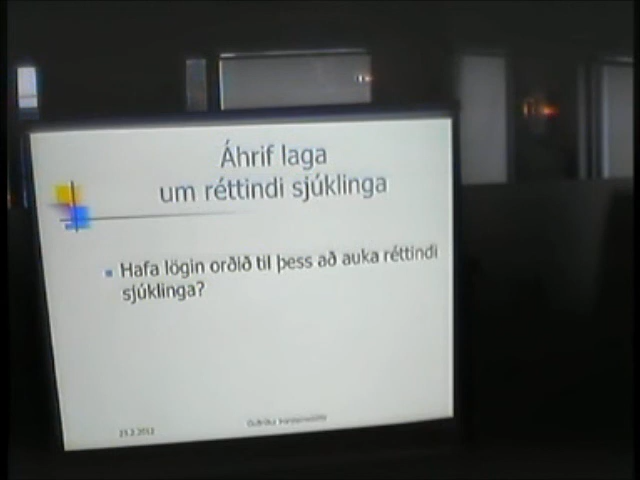 Áhrif laga
um réttindi sjúklinga
Hafa lögin orðið til þess að auka réttindi
sjúklinga?